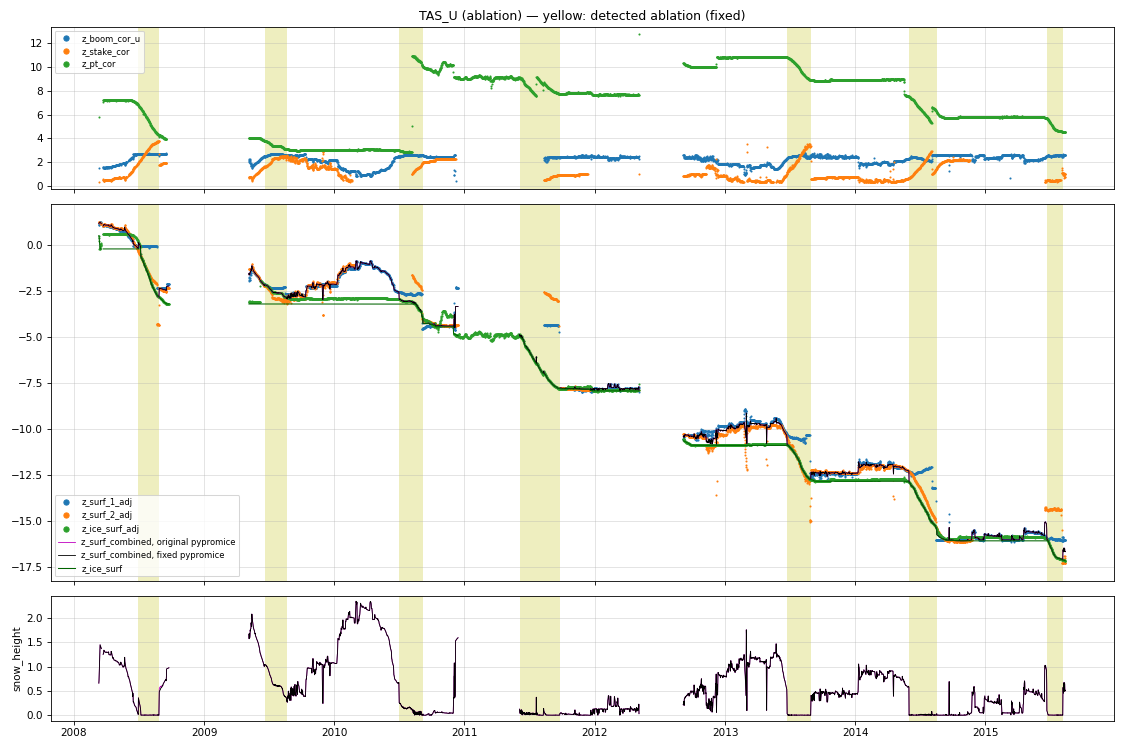 TAS_U (ablation) — yellow: detected ablation (fixed)
z_boom_cor_u
z_stake_cor
z_pt_cor
12
10
8
6
4
2
0
0.0
−2.5
−5.0
−7.5
−10.0
−12.5
−15.0
−17.5
z_surf_1_adj
z_surf_2_adj
z_ice_surf_adj
z_surf_combined, original pypromice
z_surf_combined, fixed pypromice
z_ice_surf
snow_height
2.0
1.5
1.0
0.5
0.0
2008 2009 2010 2011 2012 2013 2014 2015